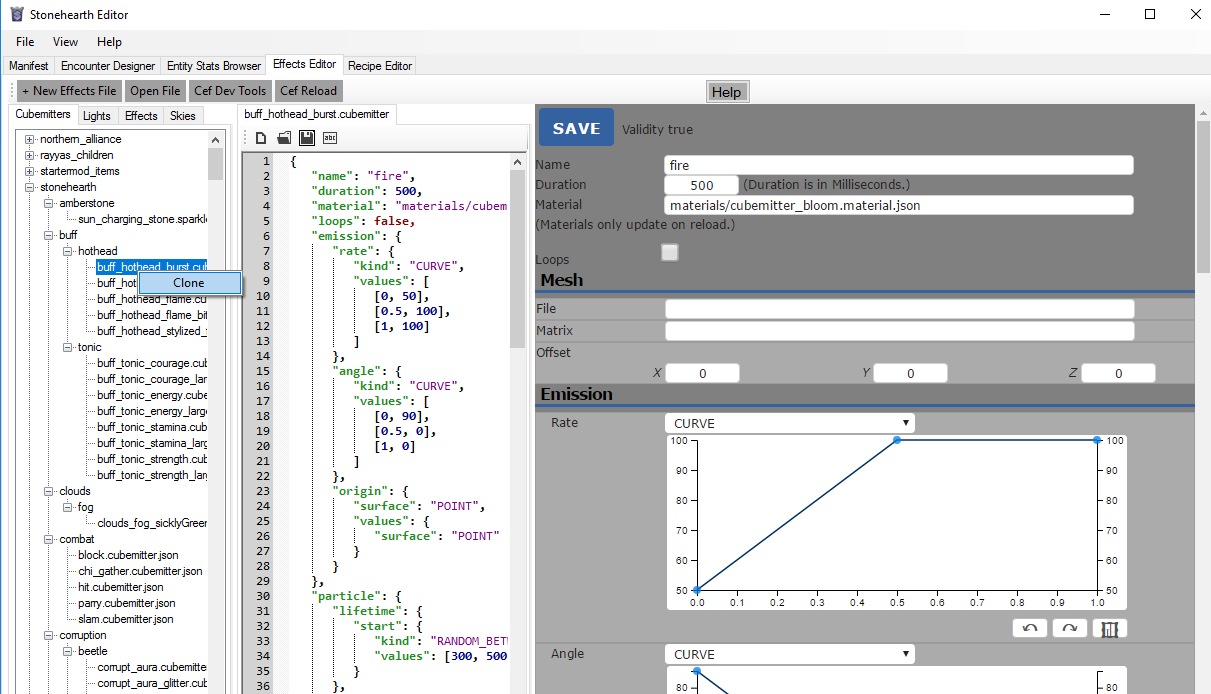 Stonehearth Editor
File View Help
Manifest Encounter Designer Entity Stats Browser Effects Editor Recipe Editor
+ New Effects File Open File Cef Dev Tools Cef Reload Help
Cubemitters Lights Effects Skies
northern_alliance
rayyas_children
startermod_items
stonehearth
amberstone
sun_charging_stone.sparkl
buff
hothead
buff_hothead_burst.cub
buff_hot
Clone
buff_hothead_flame.cu
buff_hothead_flame_bi
buff_hothead_stylized_
tonic
buff_tonic_courage.cub
buff_tonic_courage_lar
buff_tonic_energy.cube
buff_tonic_energy_large
buff_tonic_stamina.cub
buff_tonic_stamina_larg
buff_tonic_strength.cub
buff_tonic_strength_larg
clouds
fog
clouds_fog_sicklyGreer
combat
block.cubemitter.json
chi_gather.cubemitter.json
hit.cubemitter.json
parry.cubemitter.json
slam.cubemitter.json
corruption
beetle
corrupt_aura.cubemitte
corrupt_aura_glitter.cub
buff_hothead_burst.cubemitter
abc
1 {
2 "name": "fire",
3 "duration": 500,
4 "material": "materials/cubem
5 "loops": false,
6 "emission": {
7 "rate": {
8 "kind": "CURVE",
9 "values": [
10 [0, 50],
11 [0.5, 100],
12 [1, 100]
13 ]
14 },
15 "angle": {
16 "kind": "CURVE",
17 "values": [
18 [0, 90],
19 [0.5, 0],
20 [1, 0]
21 ]
22 },
23 "origin": {
24 "surface": "POINT",
25 "values": {
26 "surface": "POINT"
27 }
28 }
29 },
30 "particle": {
31 "lifetime": {
32 "start": {
33 "kind": "RANDOM_BETW
34 "values": [300, 500
35 }
36 },
SAVE Validity true
Name fire
Duration 500 (Duration is in Milliseconds.)
Material materials/cubemitter_bloom.material.json
(Materials only update on reload.)
Loops
Mesh
File
Matrix
Offset
X 0 Y 0 Z 0
Emission
Rate CURVE
100 100
90 90
80 80
70 70
60 60
50 50
0.0 0.1 0.2 0.3 0.4 0.5 0.6 0.7 0.8 0.9 1.0
Angle CURVE
80 80